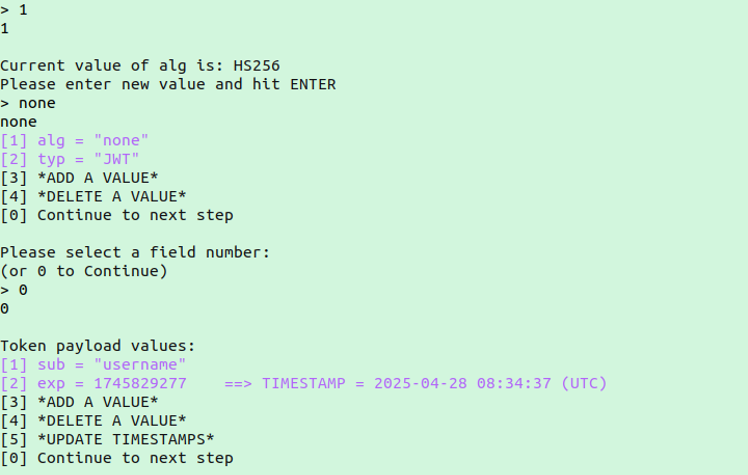 > 1
1
Current value of alg is: HS256
Please enter new value and hit ENTER
> none
none
[1] alg = "none"
[2] typ = "JWT"
[3] *ADD A VALUE*
[4] *DELETE A VALUE*
[0] Continue to next step
Please select a field number:
(or 0 to Continue)
> 0
0
Token payload values:
[1] sub = "username"
[2] exp = 1745829277    ==> TIMESTAMP = 2025-04-28 08:34:37 (UTC)
[3] *ADD A VALUE*
[4] *DELETE A VALUE*
[5] *UPDATE TIMESTAMPS*
[0] Continue to next step